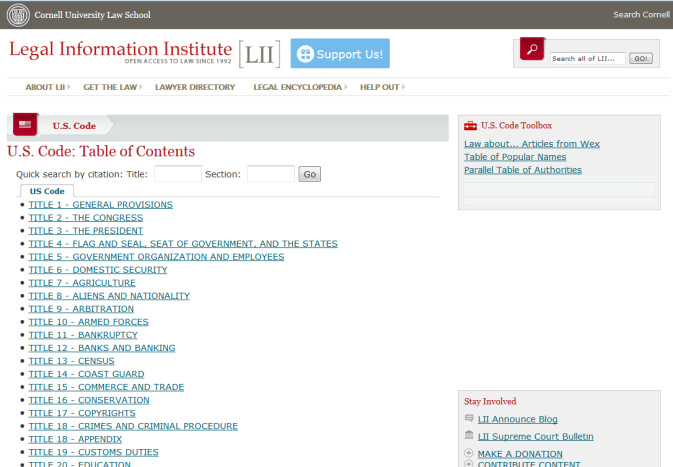 Cornell University Law School
Search Cornell
Legal Information Institute [LII]
OPEN ACCESS TO LAW SINCE 1992
Support Us!
Search all of LII...
GO!
ABOUT LII
GET THE LAW
LAWYER DIRECTORY
LEGAL ENCYCLOPEDIA
HELP OUT
U.S. Code
U.S. Code: Table of Contents
Quick search by citation: Title: Section: Go
US Code
TITLE 1 - GENERAL PROVISIONS
TITLE 2 - THE CONGRESS
TITLE 3 - THE PRESIDENT
TITLE 4 - FLAG AND SEAL, SEAT OF GOVERNMENT, AND THE STATES
TITLE 5 - GOVERNMENT ORGANIZATION AND EMPLOYEES
TITLE 6 - DOMESTIC SECURITY
TITLE 7 - AGRICULTURE
TITLE 8 - ALIENS AND NATIONALITY
TITLE 9 - ARBITRATION
TITLE 10 - ARMED FORCES
TITLE 11 - BANKRUPTCY
TITLE 12 - BANKS AND BANKING
TITLE 13 - CENSUS
TITLE 14 - COAST GUARD
TITLE 15 - COMMERCE AND TRADE
TITLE 16 - CONSERVATION
TITLE 17 - COPYRIGHTS
TITLE 18 - CRIMES AND CRIMINAL PROCEDURE
TITLE 18 - APPENDIX
TITLE 19 - CUSTOMS DUTIES
TITLE 20 - EDUCATION
U.S. Code Toolbox
Law about... Articles from Wex
Table of Popular Names
Parallel Table of Authorities
Stay Involved
LII Announce Blog
LII Supreme Court Bulletin
MAKE A DONATION
CONTRIBUTE CONTENT